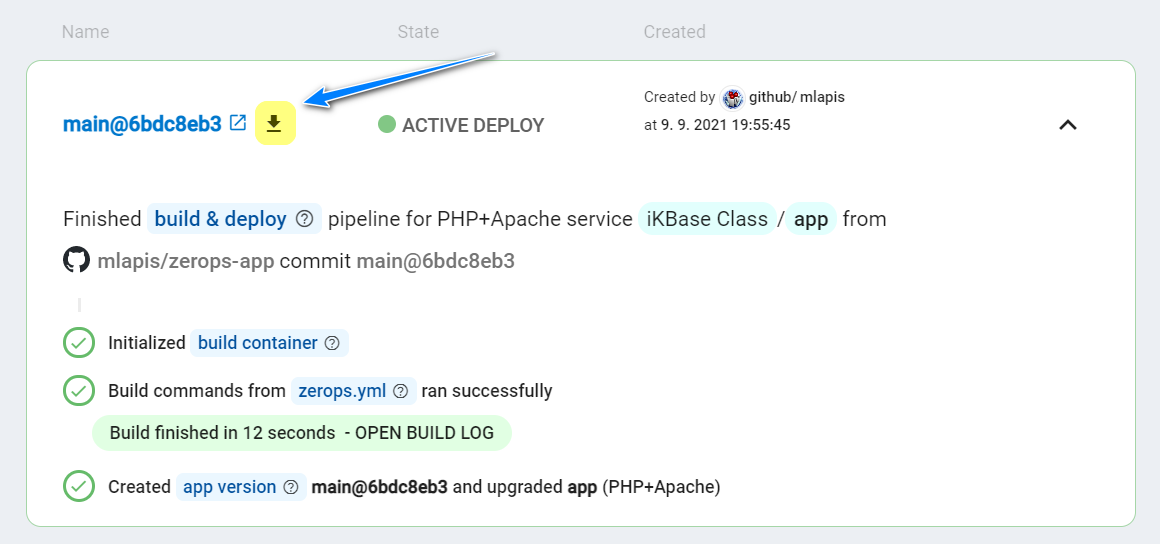 Name State Created
Created by github/ mlapis
main@6bdc8eb3 ACTIVE DEPLOY at 9. 9. 2021 19:55:45
Finished build & deploy ? pipeline for PHP+Apache service iKBase Class / app from
mlapis/zerops-app commit main@6bdc8eb3
Initialized build container ?
Build commands from zerops.yml ? ran successfully
Build finished in 12 seconds - OPEN BUILD LOG
Created app version ? main@6bdc8eb3 and upgraded app (PHP+Apache)